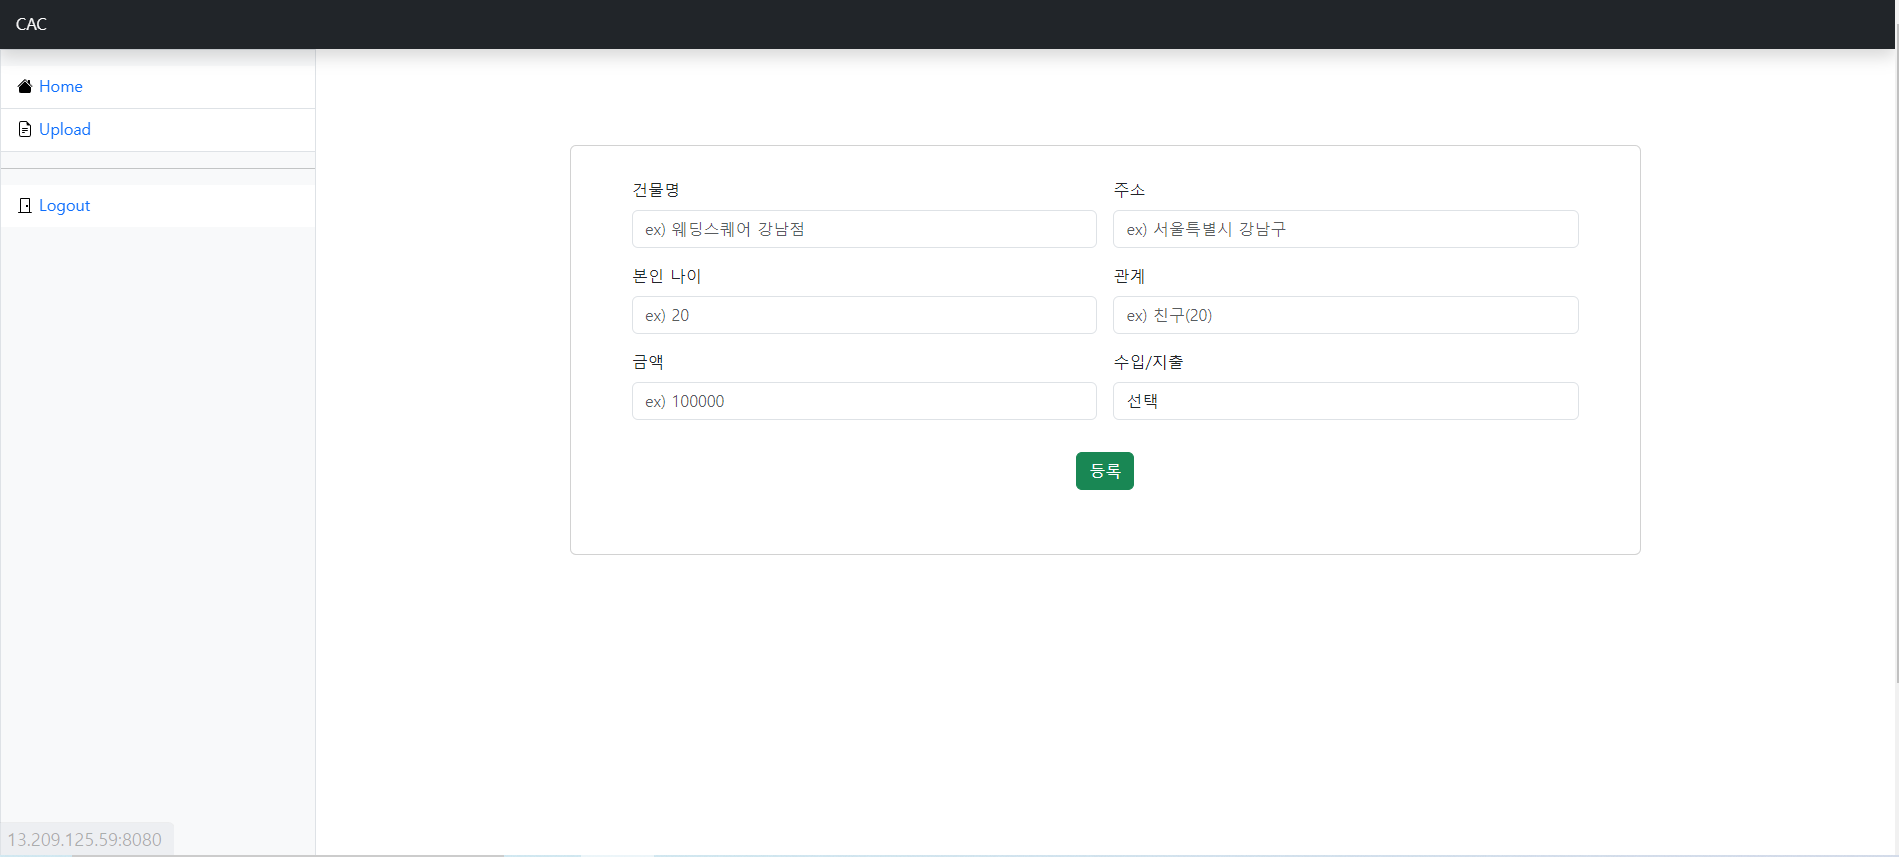 CAC
Home
Upload
Logout
건물명
주소
ex) 웨딩스퀘어 강남점
ex) 서울특별시 강남구
본인 나이
관계
ex) 20
ex) 친구(20)
금액
수입/지출
ex) 100000
선택
등록
13.209.125.59:8080